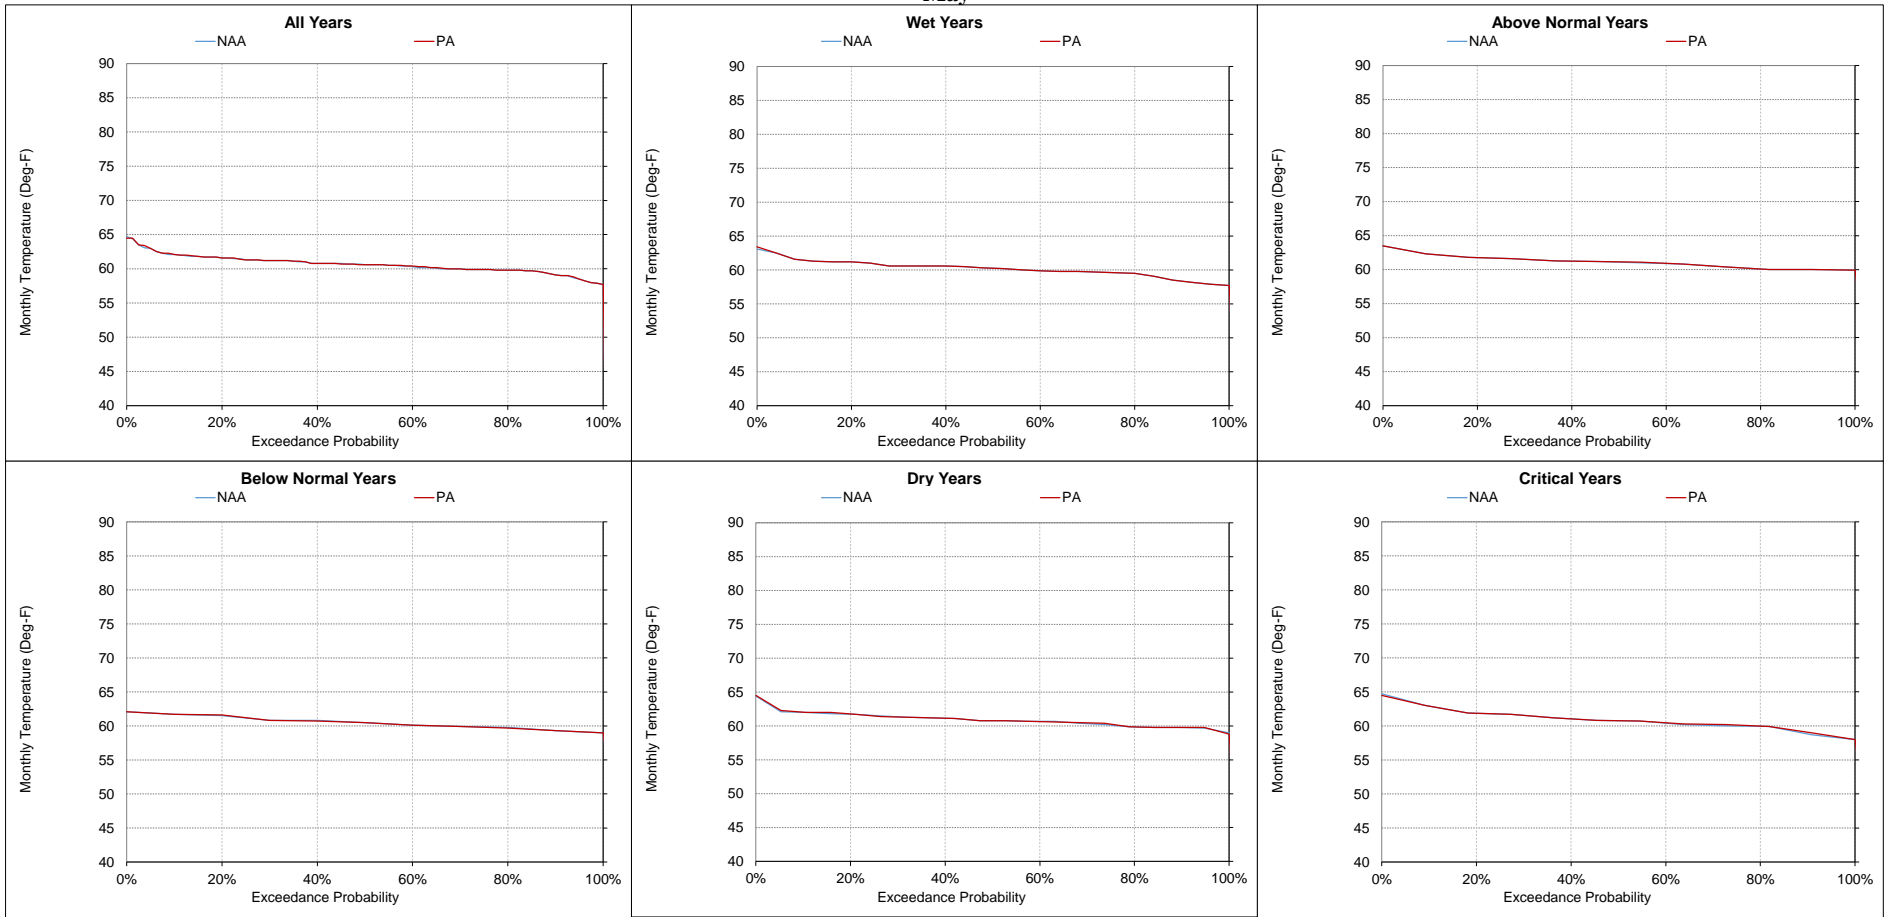 May
All Years
NAA PA
90
85
80
75
70
65
60
55
50
45
40
Monthly Temperature (Deg-F)
0% 20% 40% 60% 80% 100%
Exceedance Probability
Wet Years
NAA PA
90
85
80
75
70
65
60
55
50
45
40
Monthly Temperature (Deg-F)
0% 20% 40% 60% 80% 100%
Exceedance Probability
Above Normal Years
NAA PA
90
85
80
75
70
65
60
55
50
45
40
Monthly Temperature (Deg-F)
0% 20% 40% 60% 80% 100%
Exceedance Probability
Below Normal Years
NAA PA
90
85
80
75
70
65
60
55
50
45
40
Monthly Temperature (Deg-F)
0% 20% 40% 60% 80% 100%
Exceedance Probability
Dry Years
NAA PA
90
85
80
75
70
65
60
55
50
45
40
Monthly Temperature (Deg-F)
0% 20% 40% 60% 80% 100%
Exceedance Probability
Critical Years
NAA PA
90
85
80
75
70
65
60
55
50
45
40
Monthly Temperature (Deg-F)
0% 20% 40% 60% 80% 100%
Exceedance Probability